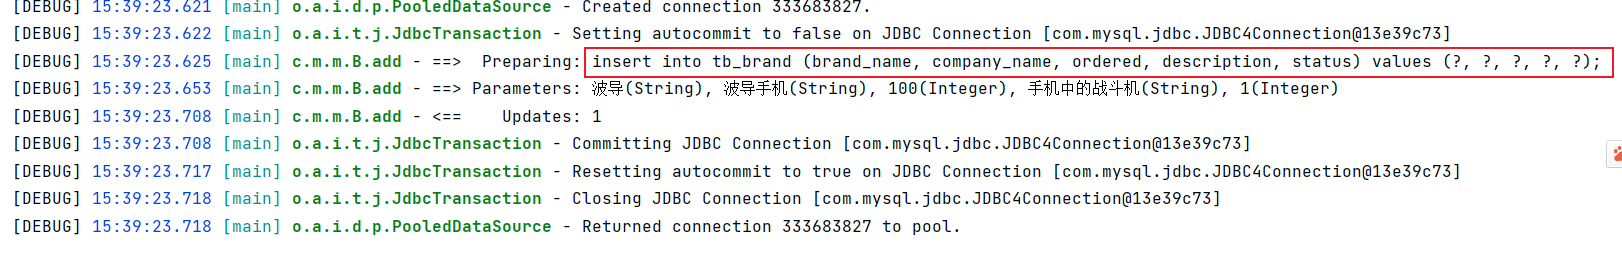 [DEBUG] 15:39:23.621 [main] o.a.i.d.p.PooledDataSource - Created connection 333683827.
[DEBUG] 15:39:23.622 [main] o.a.i.t.j.JdbcTransaction - Setting autocommit to false on JDBC Connection [com.mysql.jdbc.JDBC4Connection@13e39c73]
[DEBUG] 15:39:23.625 [main] c.m.m.B.add - ==>  Preparing: insert into tb_brand (brand_name, company_name, ordered, description, status) values (?, ?, ?, ?, ?);
[DEBUG] 15:39:23.653 [main] c.m.m.B.add - ==> Parameters: 波导(String), 波导手机(String), 100(Integer), 手机中的战斗机(String), 1(Integer)
[DEBUG] 15:39:23.708 [main] c.m.m.B.add - <==    Updates: 1
[DEBUG] 15:39:23.708 [main] o.a.i.t.j.JdbcTransaction - Committing JDBC Connection [com.mysql.jdbc.JDBC4Connection@13e39c73]
[DEBUG] 15:39:23.717 [main] o.a.i.t.j.JdbcTransaction - Resetting autocommit to true on JDBC Connection [com.mysql.jdbc.JDBC4Connection@13e39c73]
[DEBUG] 15:39:23.718 [main] o.a.i.t.j.JdbcTransaction - Closing JDBC Connection [com.mysql.jdbc.JDBC4Connection@13e39c73]
[DEBUG] 15:39:23.718 [main] o.a.i.d.p.PooledDataSource - Returned connection 333683827 to pool.